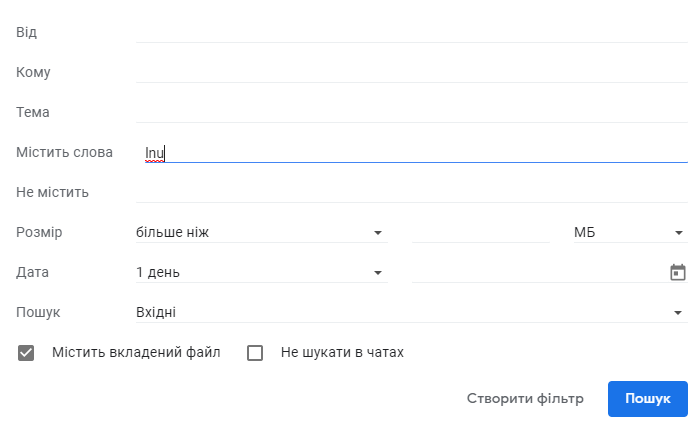 Від
Кому
Тема
Містить слова lnu
Не містить
Розмір більше ніж МБ
Дата 1 день
Пошук Вхідні
Містить вкладений файл Не шукати в чатах
Створити фільтр Пошук